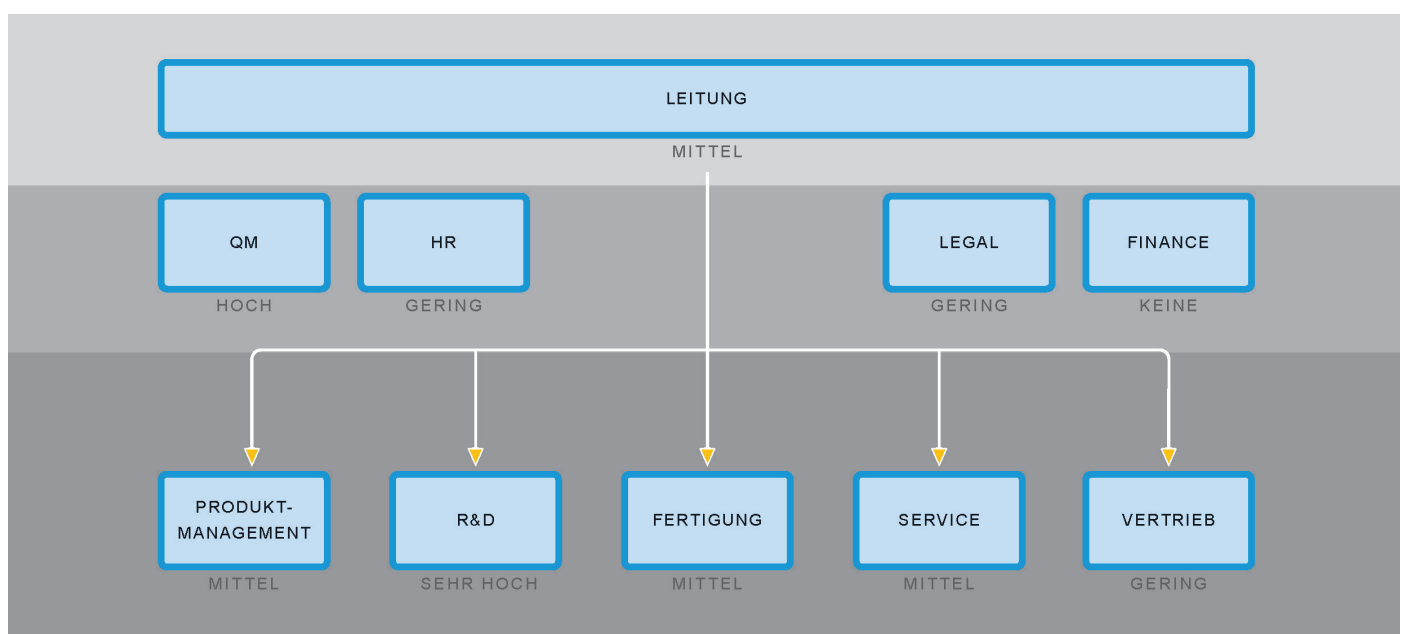 LEITUNG
MITTEL
QM
HR
LEGAL
FINANCE
HOCH
GERING
GERING
KEINE
PRODUKT-
MANAGEMENT
R&D
FERTIGUNG
SERVICE
VERTRIEB
MITTEL
SEHR HOCH
MITTEL
MITTEL
GERING